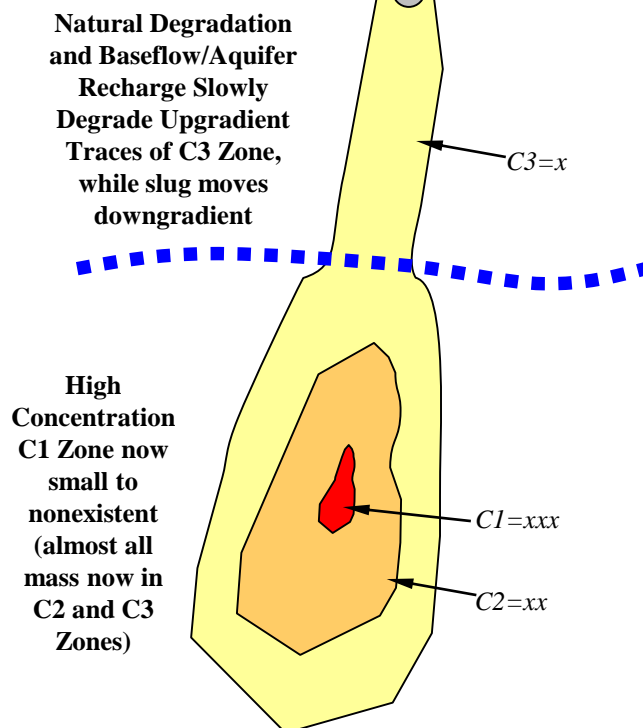 Natural Degradation
and Baseflow/Aquifer
Recharge Slowly
Degrade Upgradient
Traces of C3 Zone,
while slug moves
downgradient
C3=x
High
Concentration
C1 Zone now
small to
nonexistent
(almost all
mass now in
C2 and C3
Zones)
C1=xxx
C2=xx